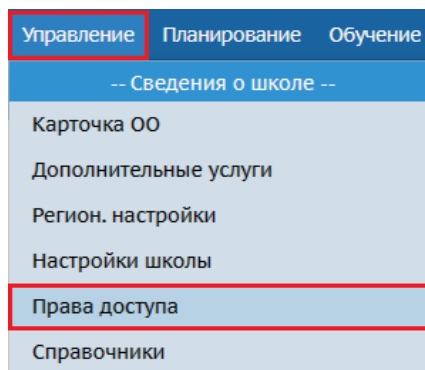 Управление Планирование Обучение
-- Сведения о школе --
Карточка ОО
Дополнительные услуги
Регион. настройки
Настройки школы
Права доступа
Справочники